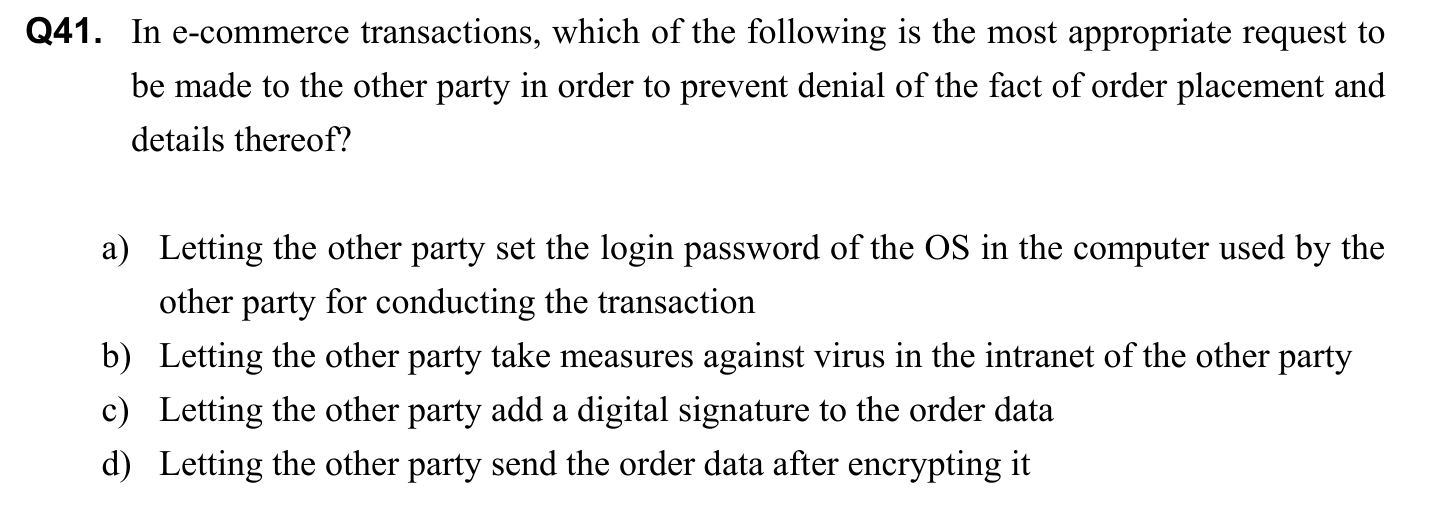 Q41. In e-commerce transactions, which of the following is the most appropriate request to
be made to the other party in order to prevent denial of the fact of order placement and
details thereof?
a) Letting the other party set the login password of the OS in the computer used by the
other party for conducting the transaction
b) Letting the other party take measures against virus in the intranet of the other party
c) Letting the other party add a digital signature to the order data
d) Letting the other party send the order data after encrypting it